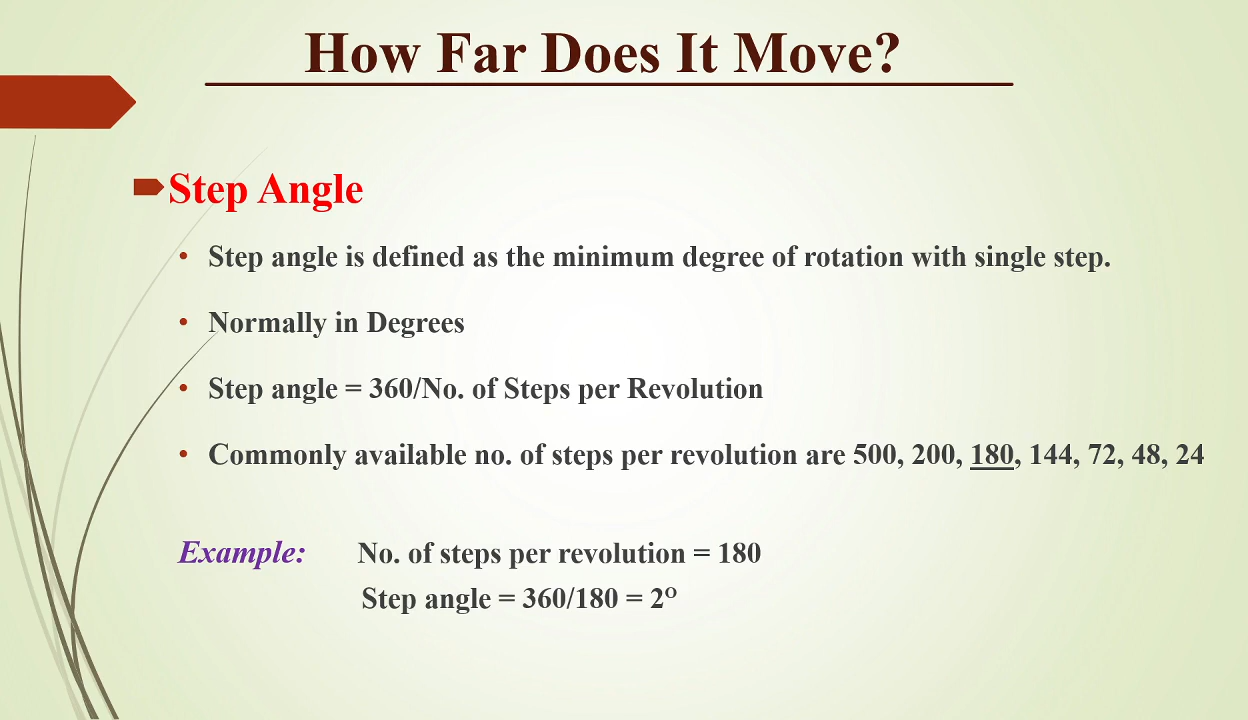 How Far Does It Move?
Step Angle
• Step angle is defined as the minimum degree of rotation with single step.
• Normally in Degrees
• Step angle = 360/No. of Steps per Revolution
• Commonly available no. of steps per revolution are 500, 200, 180, 144, 72, 48, 24
Example: No. of steps per revolution = 180
Step angle = 360/180 = 2ᴼ